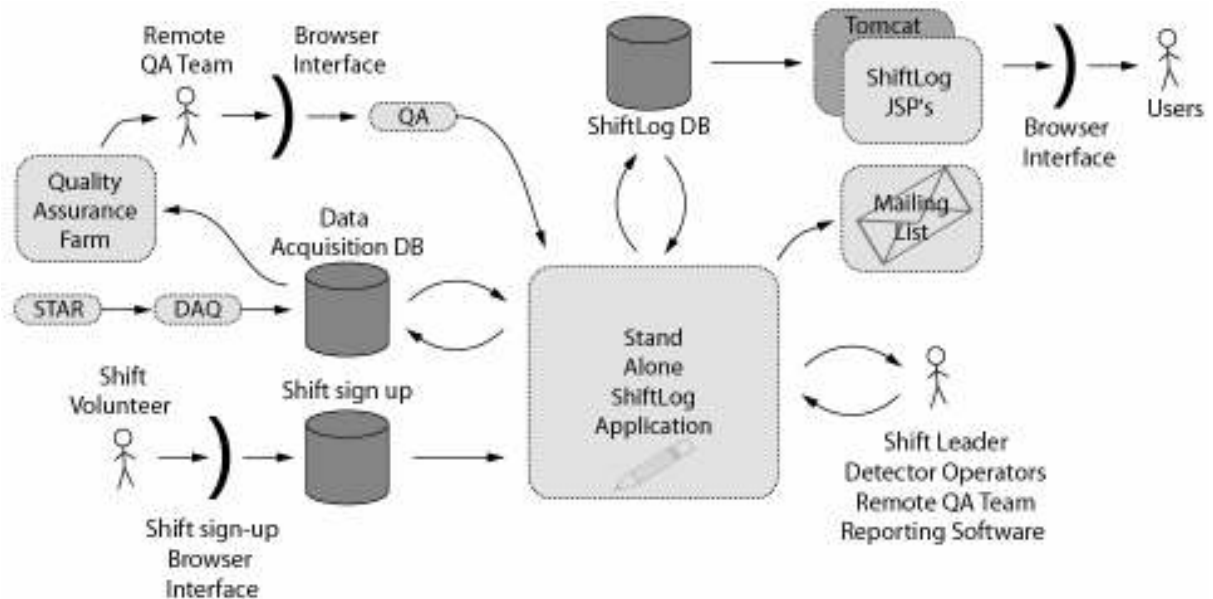 Remote
QA Team
Browser
Interface
QA
Quality
Assurance
Farm
Data
Acquisition DB
STAR
DAQ
Shift
Volunteer
Shift sign up
Shift sign-up
Browser
Interface
ShiftLog DB
Tomcat
ShiftLog
JSP's
Browser
Interface
Users
Mailing
List
Stand
Alone
ShiftLog
Application
Shift Leader
Detector Operators
Remote QA Team
Reporting Software